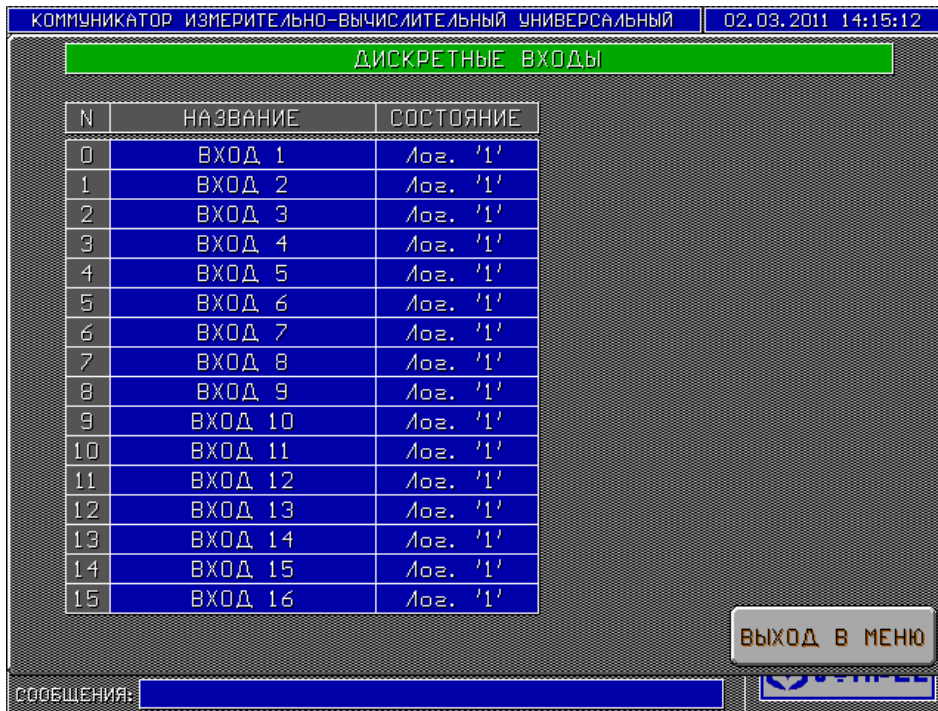 КОММУНИКАТОР ИЗМЕРИТЕЛЬНО-ВЫЧИСЛИТЕЛЬНЫЙ УНИВЕРСАЛЬНЫЙ 02.03.2011 14:15:12
ДИСКРЕТНЫЕ ВХОДЫ
N НАЗВАНИЕ СОСТОЯНИЕ
0 ВХОД 1 Лог. '1'
1 ВХОД 2 Лог. '1'
2 ВХОД 3 Лог. '1'
3 ВХОД 4 Лог. '1'
4 ВХОД 5 Лог. '1'
5 ВХОД 6 Лог. '1'
6 ВХОД 7 Лог. '1'
7 ВХОД 8 Лог. '1'
8 ВХОД 9 Лог. '1'
9 ВХОД 10 Лог. '1'
10 ВХОД 11 Лог. '1'
11 ВХОД 12 Лог. '1'
12 ВХОД 13 Лог. '1'
13 ВХОД 14 Лог. '1'
14 ВХОД 15 Лог. '1'
15 ВХОД 16 Лог. '1'
ВЫХОД В МЕНЮ
СООБЩЕНИЯ: